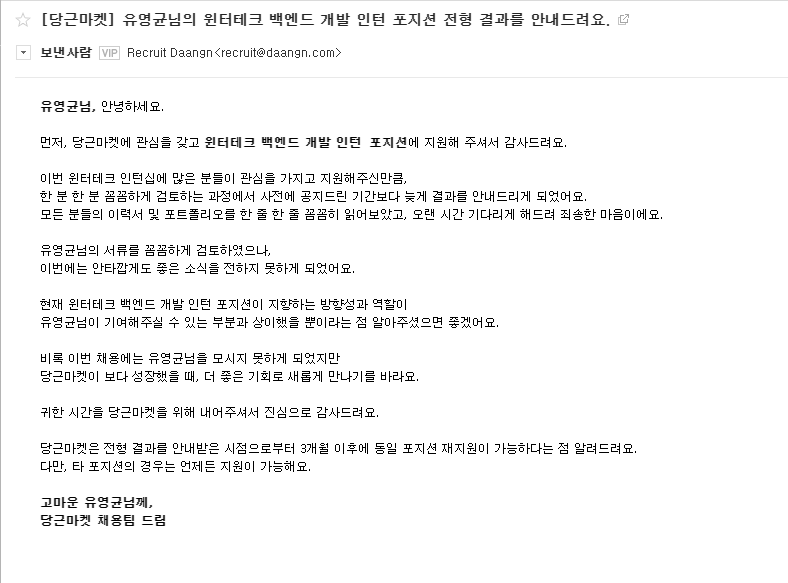 [당근마켓] 유영균님의 윈터테크 백엔드 개발 인턴 포지션 전형 결과를 안내드려요.
보낸사람 VIP Recruit Daangn<recruit@daangn.com>
유영균님, 안녕하세요.
먼저, 당근마켓에 관심을 갖고 윈터테크 백엔드 개발 인턴 포지션에 지원해 주셔서 감사드려요.
이번 윈터테크 인턴십에 많은 분들이 관심을 가지고 지원해주신만큼,
한 분 한 분 꼼꼼하게 검토하는 과정에서 사전에 공지드린 기간보다 늦게 결과를 안내드리게 되었어요.
모든 분들의 이력서 및 포트폴리오를 한 줄 한 줄 꼼꼼히 읽어보았고, 오랜 시간 기다리게 해드려 죄송한 마음이에요.
유영균님의 서류를 꼼꼼하게 검토하였으나,
이번에는 안타깝게도 좋은 소식을 전하지 못하게 되었어요.
현재 윈터테크 백엔드 개발 인턴 포지션이 지향하는 방향성과 역할이
유영균님이 기여해주실 수 있는 부분과 상이했을 뿐이라는 점 알아주셨으면 좋겠어요.
비록 이번 채용에는 유영균님을 모시지 못하게 되었지만
당근마켓이 보다 성장했을 때, 더 좋은 기회로 새롭게 만나기를 바라요.
귀한 시간을 당근마켓을 위해 내어주셔서 진심으로 감사드려요.
당근마켓은 전형 결과를 안내받은 시점으로부터 3개월 이후에 동일 포지션 재지원이 가능하다는 점 알려드려요.
다만, 타 포지션의 경우는 언제든 지원이 가능해요.
고마운 유영균님께,
당근마켓 채용팀 드림